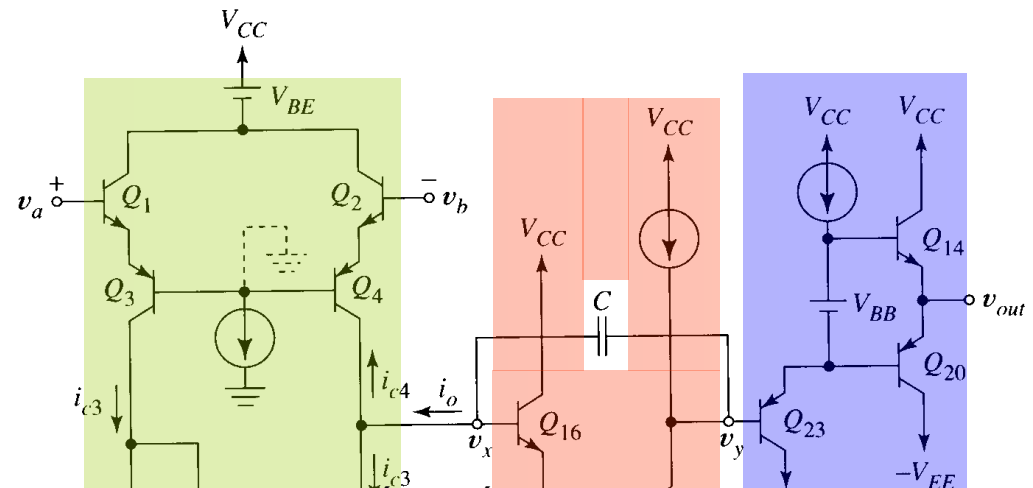 V_CC
V_BE
+
v_a
Q_1
Q_2
−
v_b
Q_3
Q_4
i_c3
i_c4
i_o
i_c3
v_x
V_CC
Q_16
C
V_CC
v_y
V_CC
V_CC
Q_14
V_BB
v_out
Q_20
Q_23
−V_EE